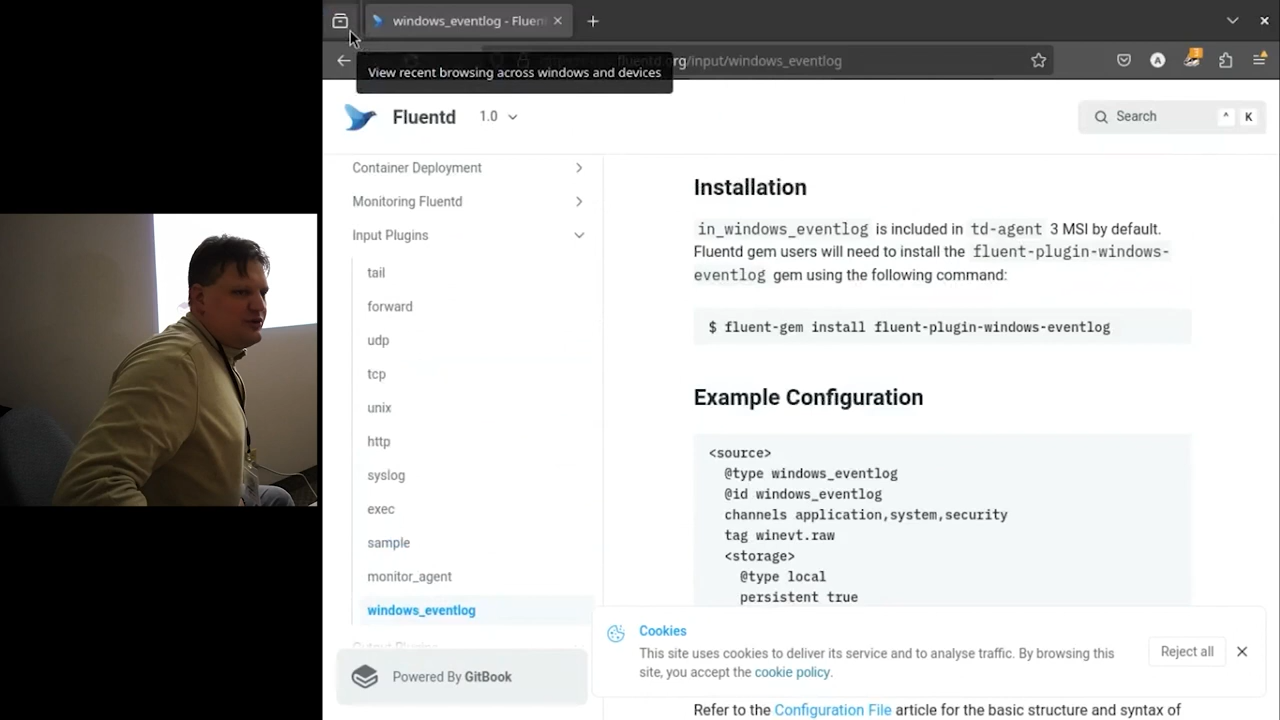 windows_eventlog - Fluent
View recent browsing across windows and devices
fluentd.org/input/windows_eventlog
Fluentd
1.0
Search
^
K
Container Deployment
Monitoring Fluentd
Input Plugins
tail
forward
udp
tcp
unix
http
syslog
exec
sample
monitor_agent
windows_eventlog
Powered By GitBook
Installation
in_windows_eventlog is included in td-agent 3 MSI by default.
Fluentd gem users will need to install the fluent-plugin-windows-
eventlog gem using the following command:
$ fluent-gem install fluent-plugin-windows-eventlog
Example Configuration
<source>
@type windows_eventlog
@id windows_eventlog
channels application,system,security
tag winevt.raw
<storage>
@type local
persistent true
Cookies
This site uses cookies to deliver its service and to analyse traffic. By browsing this
site, you accept the cookie policy.
Reject all
Refer to the Configuration File article for the basic structure and syntax of